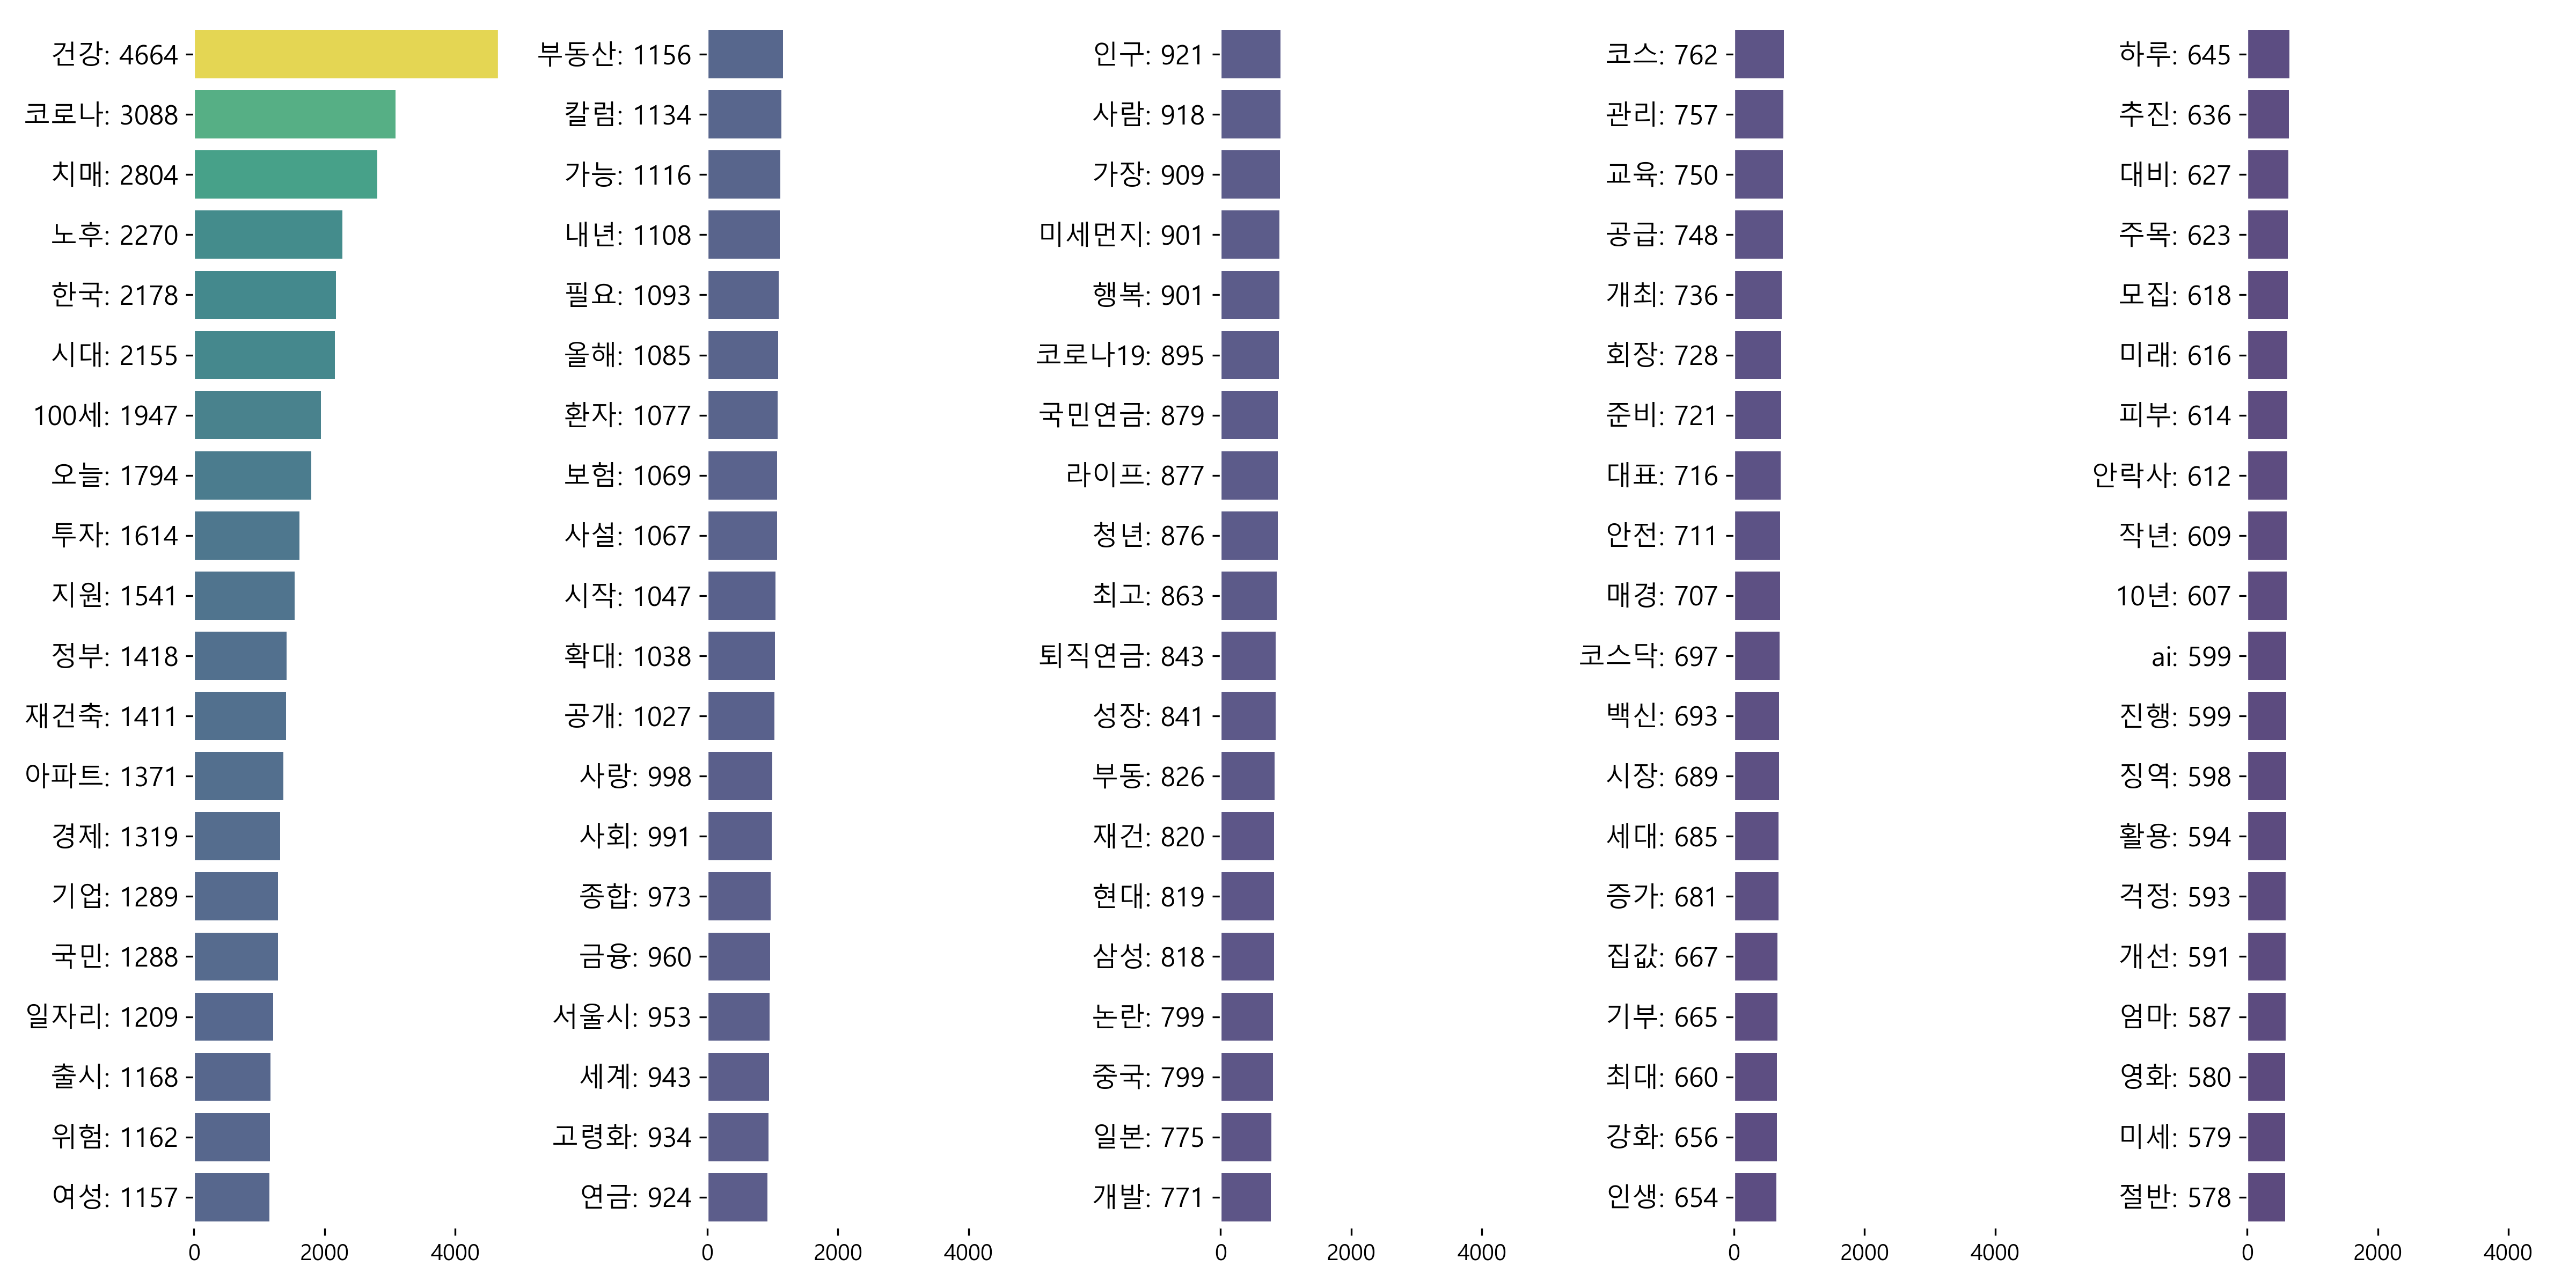 건강: 4664
코로나: 3088
치매: 2804
노후: 2270
한국: 2178
시대: 2155
100세: 1947
오늘: 1794
투자: 1614
지원: 1541
정부: 1418
재건축: 1411
아파트: 1371
경제: 1319
기업: 1289
국민: 1288
일자리: 1209
출시: 1168
위험: 1162
여성: 1157
0 2000 4000
부동산: 1156
칼럼: 1134
가능: 1116
내년: 1108
필요: 1093
올해: 1085
환자: 1077
보험: 1069
사설: 1067
시작: 1047
확대: 1038
공개: 1027
사랑: 998
사회: 991
종합: 973
금융: 960
서울시: 953
세계: 943
고령화: 934
연금: 924
0 2000 4000
인구: 921
사람: 918
가장: 909
미세먼지: 901
행복: 901
코로나19: 895
국민연금: 879
라이프: 877
청년: 876
최고: 863
퇴직연금: 843
성장: 841
부동: 826
재건: 820
현대: 819
삼성: 818
논란: 799
중국: 799
일본: 775
개발: 771
0 2000 4000
코스: 762
관리: 757
교육: 750
공급: 748
개최: 736
회장: 728
준비: 721
대표: 716
안전: 711
매경: 707
코스닥: 697
백신: 693
시장: 689
세대: 685
증가: 681
집값: 667
기부: 665
최대: 660
강화: 656
인생: 654
0 2000 4000
하루: 645
추진: 636
대비: 627
주목: 623
모집: 618
미래: 616
피부: 614
안락사: 612
작년: 609
10년: 607
ai: 599
진행: 599
징역: 598
활용: 594
걱정: 593
개선: 591
엄마: 587
영화: 580
미세: 579
절반: 578
0 2000 4000